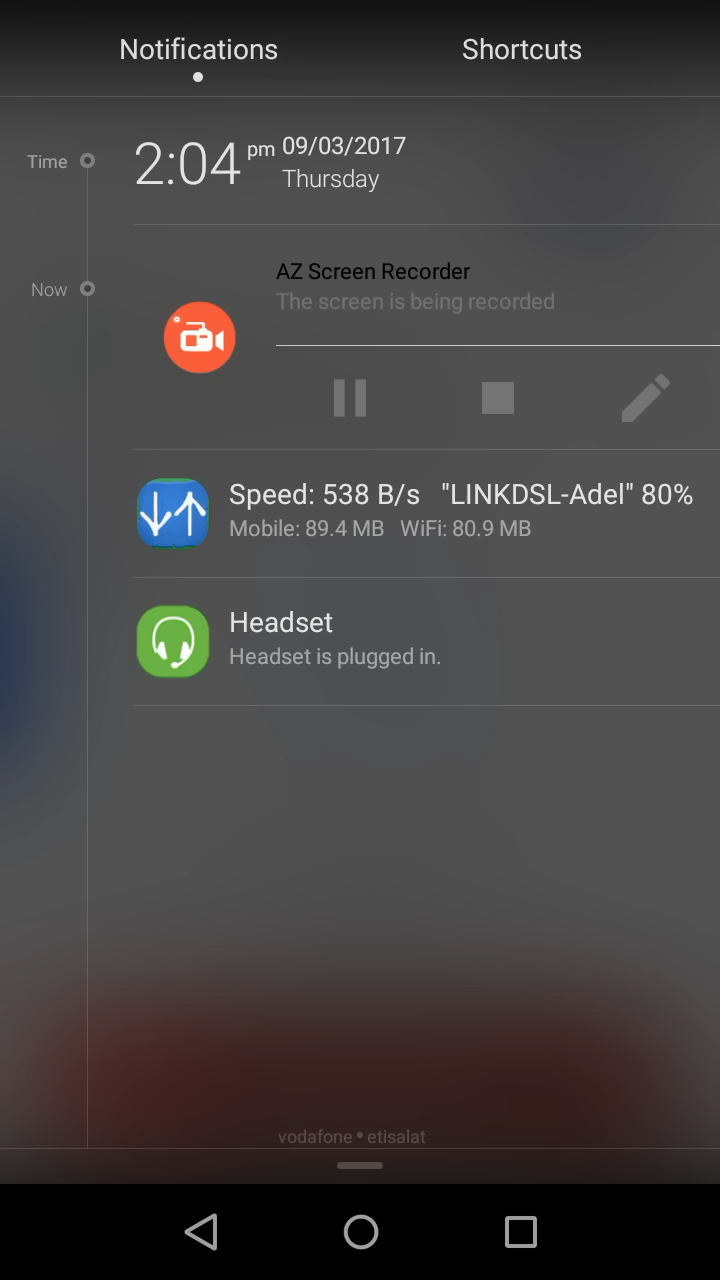 Notifications Shortcuts
Time 2:04 pm 09/03/2017
Thursday
Now
AZ Screen Recorder
The screen is being recorded
Speed: 538 B/s "LINKDSL-Adel" 80%
Mobile: 89.4 MB WiFi: 80.9 MB
Headset
Headset is plugged in.
vodafone • etisalat